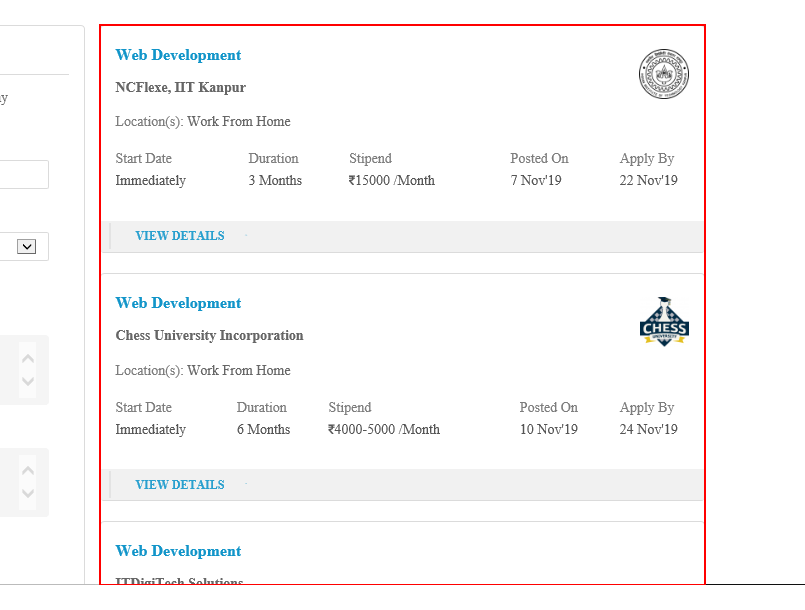 y
Web Development
NCFlexe, IIT Kanpur
Location(s): Work From Home
Start Date Duration Stipend Posted On Apply By
Immediately 3 Months ₹15000 /Month 7 Nov'19 22 Nov'19
VIEW DETAILS
Web Development
Chess University Incorporation
CHESS
UNIVERSITY
Location(s): Work From Home
Start Date Duration Stipend Posted On Apply By
Immediately 6 Months ₹4000-5000 /Month 10 Nov'19 24 Nov'19
VIEW DETAILS
Web Development
ITDigiTech Solutions